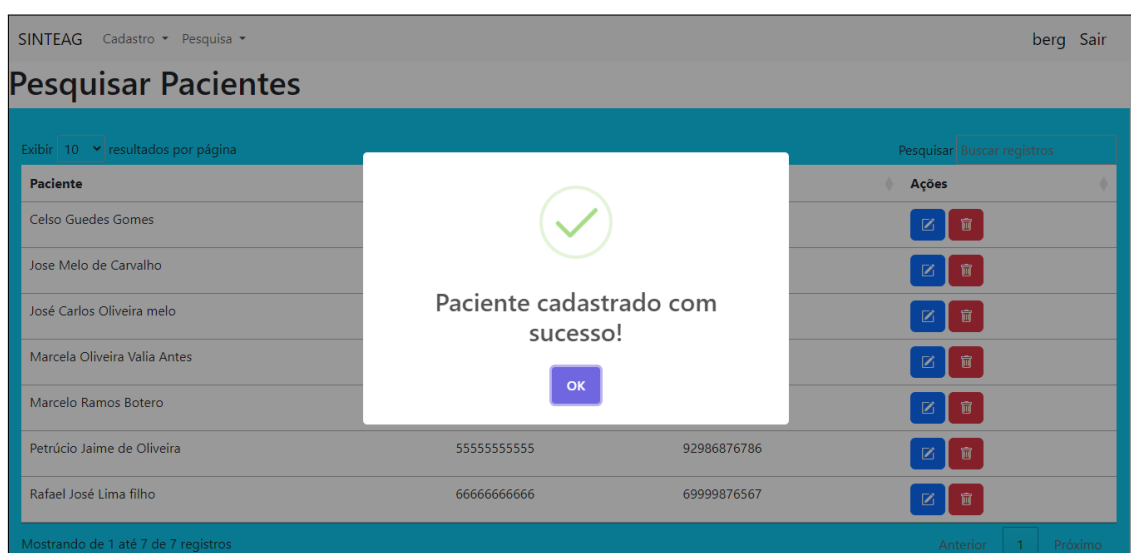 SINTEAG Cadastro Pesquisa berg Sair
Pesquisar Pacientes
Exibir 10 resultados por página Pesquisar Buscar registros
Paciente Ações
Celso Guedes Gomes
Jose Melo de Carvalho
José Carlos Oliveira melo
Marcela Oliveira Valia Antes
Marcelo Ramos Botero
Paciente cadastrado com
sucesso!
OK
Petrúcio Jaime de Oliveira 55555555555 92986876786
Rafael José Lima filho 66666666666 69999876567
Mostrando de 1 até 7 de 7 registros Anterior 1 Próximo